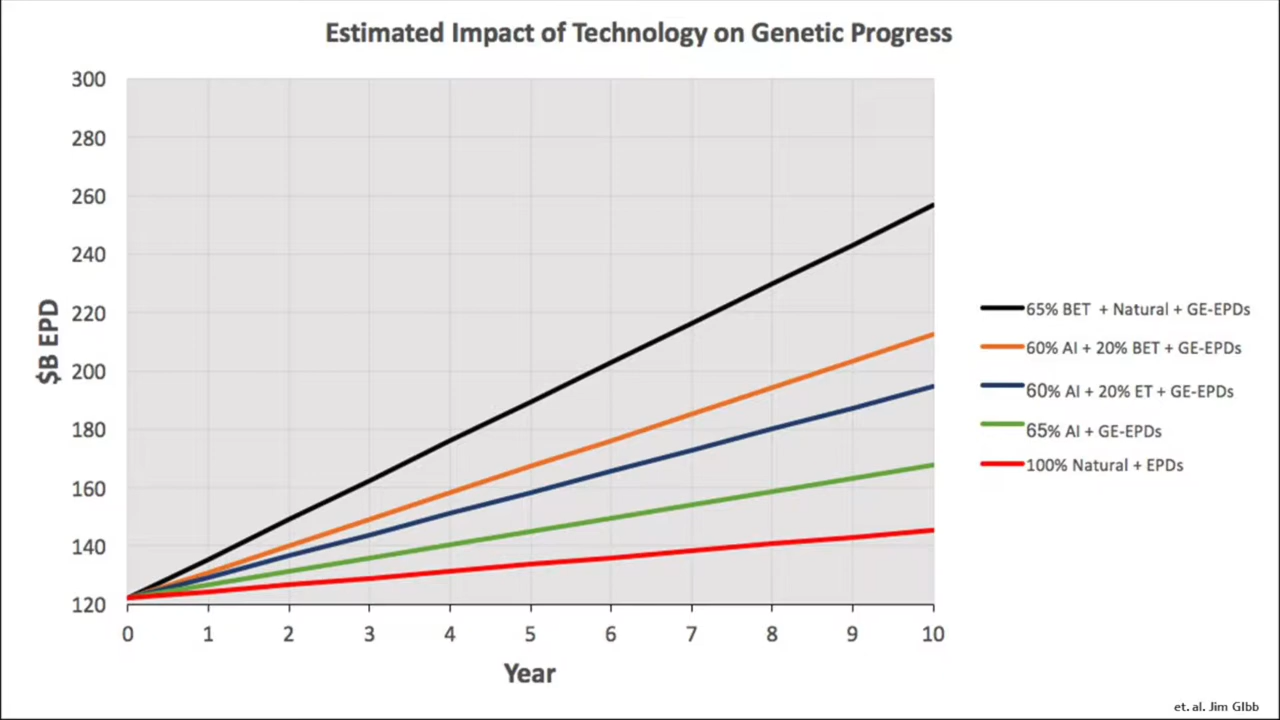 Estimated Impact of Technology on Genetic Progress
300
280
260
240
220
200
180
160
140
120
$B EPD
0 1 2 3 4 5 6 7 8 9 10
Year
65% BET + Natural + GE-EPDs
60% AI + 20% BET + GE-EPDs
60% AI + 20% ET + GE-EPDs
65% AI + GE-EPDs
100% Natural + EPDs
et. al. Jim GIbb